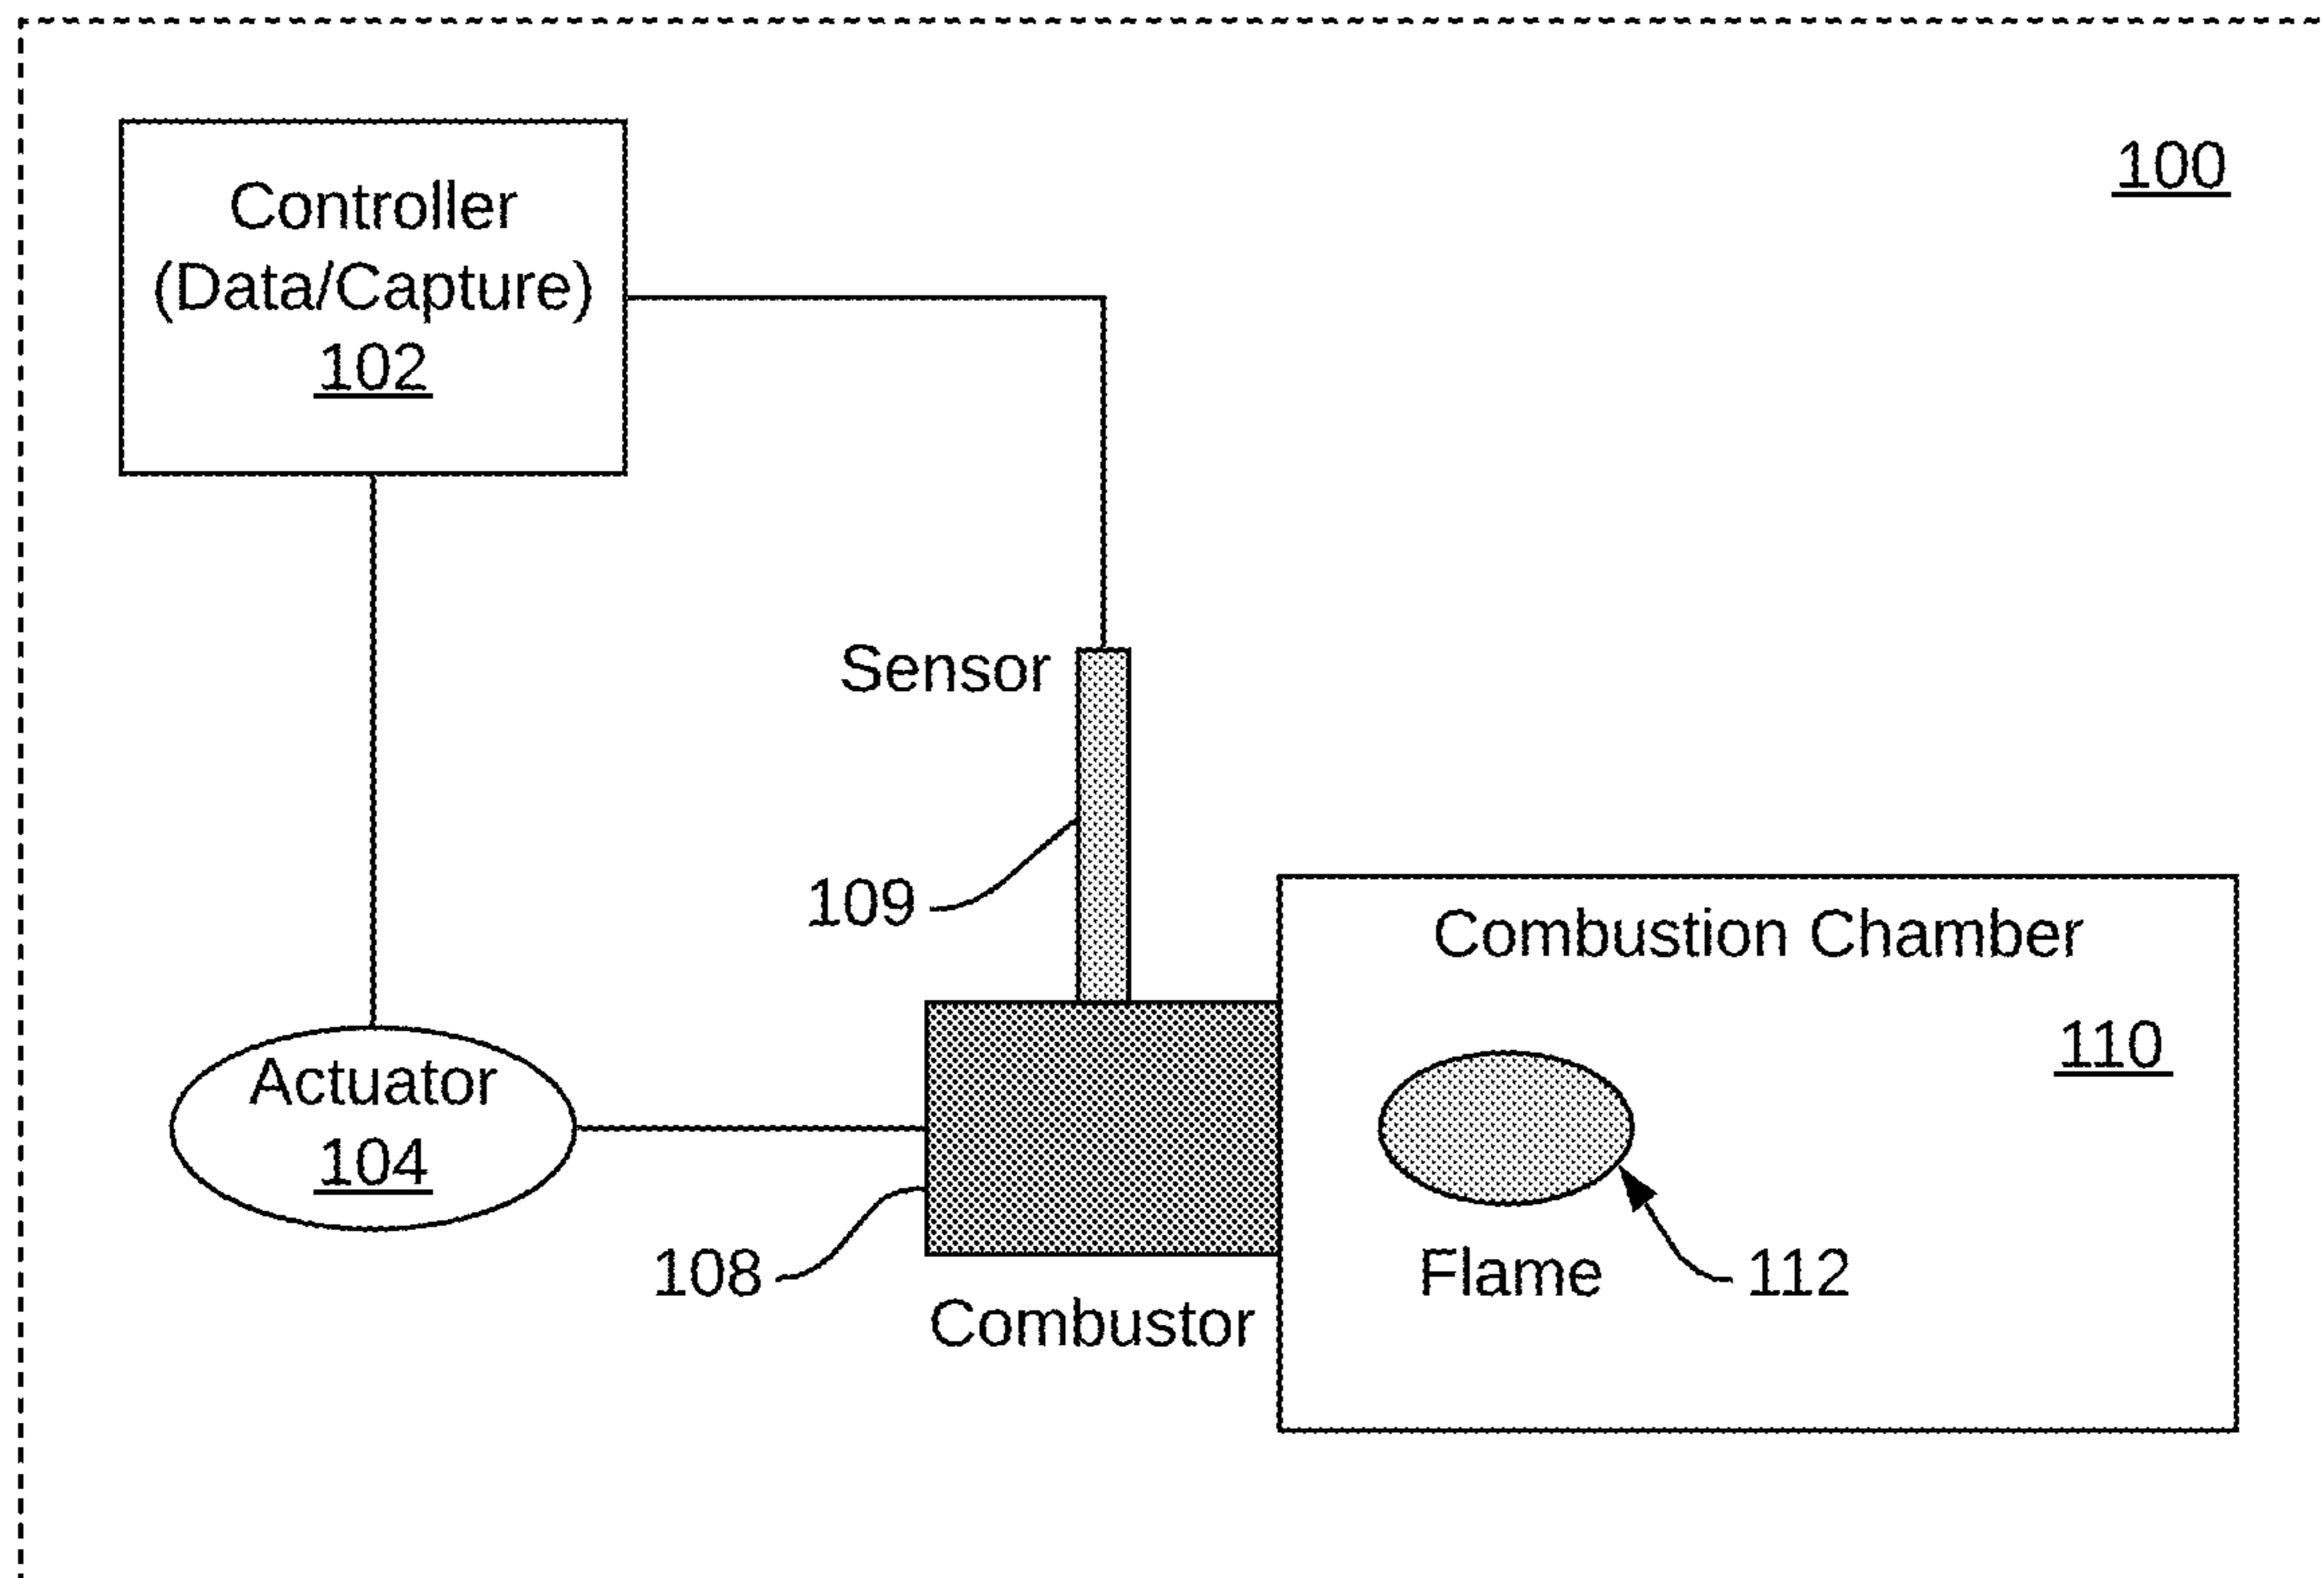 100
Controller
(Data/Capture)
102
Sensor
109
Combustion Chamber
110
Actuator
104
108
Combustor
Flame
112